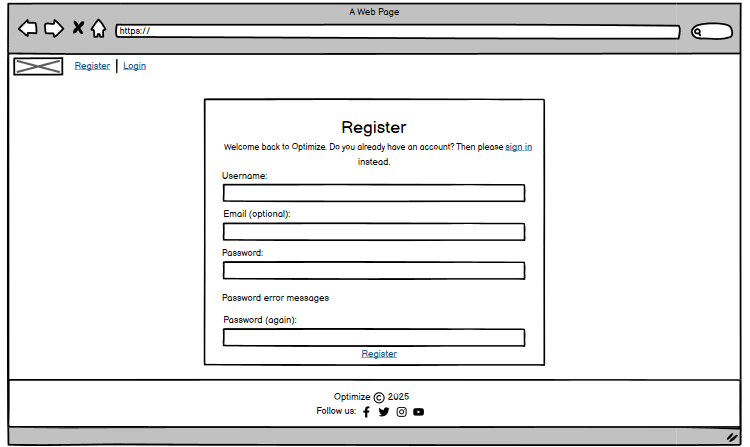 A Web Page
https://
Register | Login
Register
Welcome back to Optimize. Do you already have an account? Then please sign in
instead.
Username:
Email (optional):
Password:
Password error messages
Password (again):
Register
Optimize © 2025
Follow us: